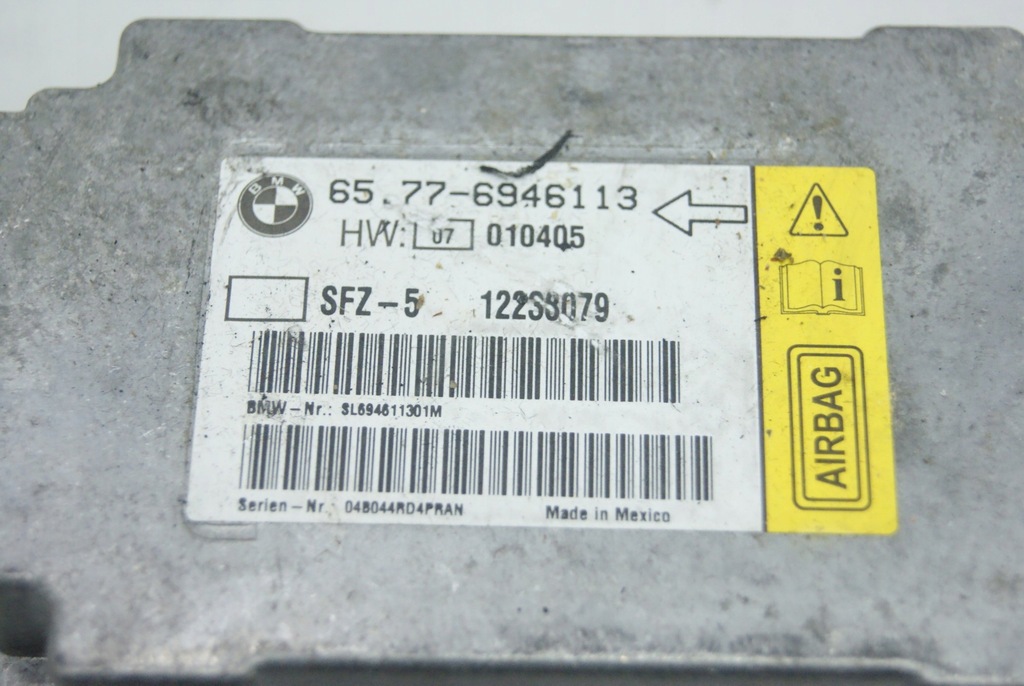 BMW
65.77-6946113
HW: 07 010405
SFZ-5 122S8079
BMW-Nr.: SL694611301M
Serien-Nr.: 04B044RD4PRAN Made in Mexico
!
i
AIRBAG